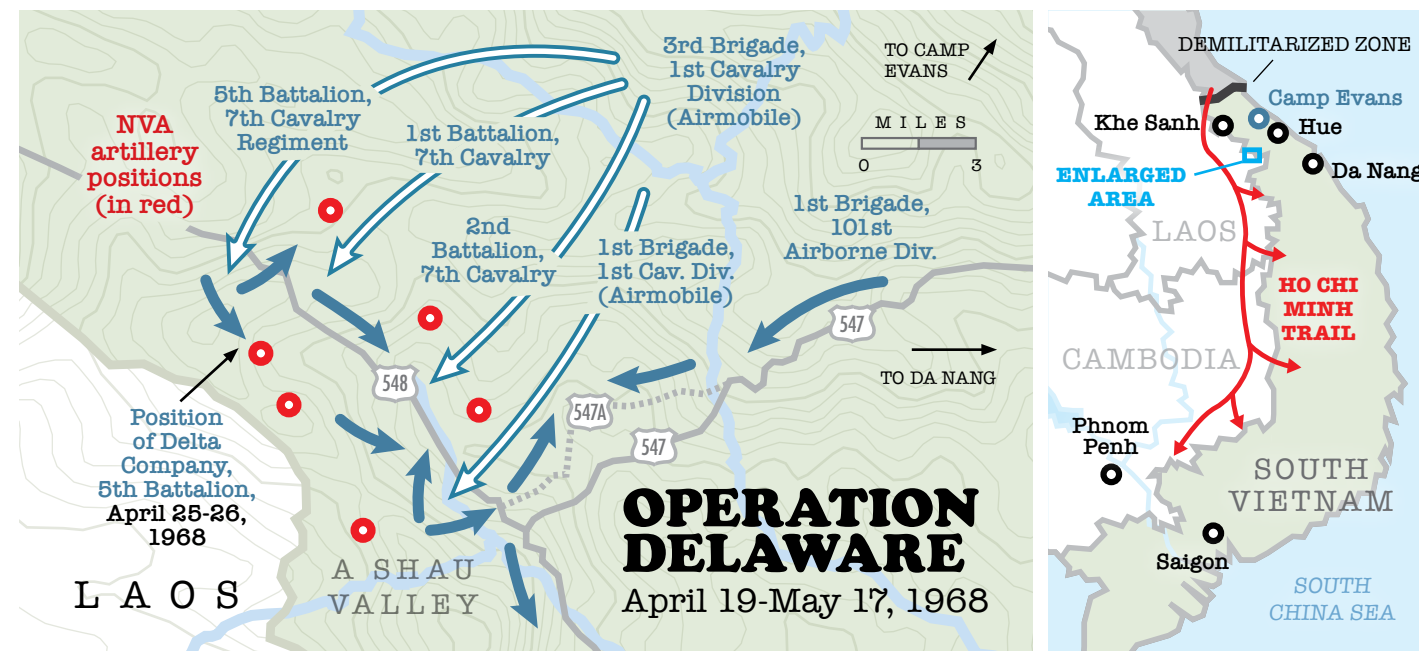 NVA
artillery
positions
(in red)
5th Battalion,
7th Cavalry
Regiment
1st Battalion,
7th Cavalry
3rd Brigade,
1st Cavalry
Division
(Airmobile)
TO CAMP
EVANS
MILES
0 3
2nd
Battalion,
7th Cavalry
1st Brigade,
1st Cav. Div.
(Airmobile)
1st Brigade,
101st
Airborne Div.
547
TO DA NANG
548
547A
547
Position
of Delta
Company,
5th Battalion,
April 25-26,
1968
LAOS
A SHAU
VALLEY
OPERATION
DELAWARE
April 19-May 17, 1968
DEMILITARIZED ZONE
Camp Evans
Khe Sanh
Hue
Da Nang
ENLARGED
AREA
LAOS
HO CHI
MINH
TRAIL
CAMBODIA
Phnom
Penh
SOUTH
VIETNAM
Saigon
SOUTH
CHINA SEA